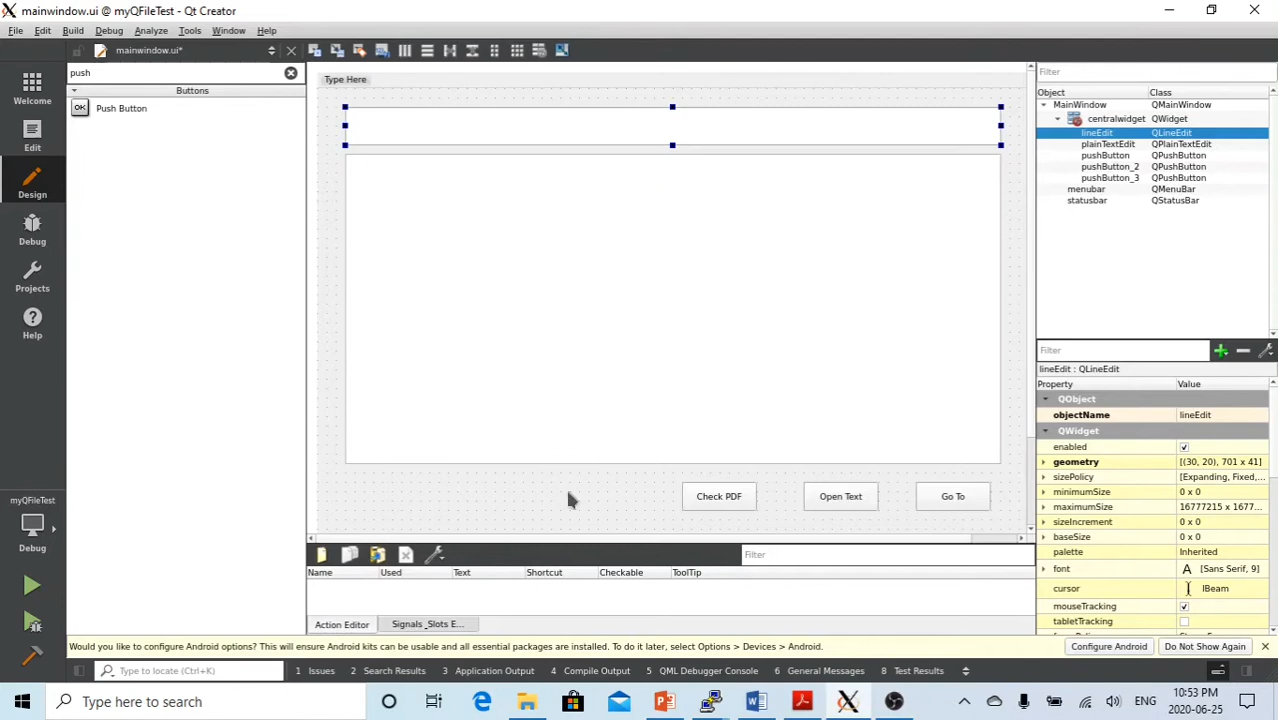 mainwindow.ui @ myQFileTest - Qt Creator
File Edit Build Debug Analyze Tools Window Help
mainwindow.ui*
push
Buttons
OK Push Button
Welcome
Edit
Design
Debug
Projects
Help
myQFileTest
Debug
Type Here
Check PDF Open Text Go To
Filter
Name Used Text Shortcut Checkable ToolTip
Action Editor Signals _Slots E...
Filter
Object Class
MainWindow QMainWindow
centralwidget QWidget
lineEdit QLineEdit
plainTextEdit QPlainTextEdit
pushButton QPushButton
pushButton_2 QPushButton
pushButton_3 QPushButton
menubar QMenuBar
statusbar QStatusBar
Filter
lineEdit : QLineEdit
Property Value
QObject
objectName lineEdit
QWidget
enabled
geometry [(30, 20), 701 x 41]
sizePolicy [Expanding, Fixed,...
minimumSize 0 x 0
maximumSize 16777215 x 1677...
sizeIncrement 0 x 0
baseSize 0 x 0
palette Inherited
font A [Sans Serif, 9]
cursor IBeam
mouseTracking
tabletTracking
Would you like to configure Android options? This will ensure Android kits can be usable and all essential packages are installed. To do it later, select Options > Devices > Android.
Configure Android Do Not Show Again
Type to locate (Ctrl+K) 1 Issues 2 Search Results 3 Application Output 4 Compile Output 5 QML Debugger Console 6 General Messages 8 Test Results
Type here to search
ENG
10:53 PM
2020-06-25